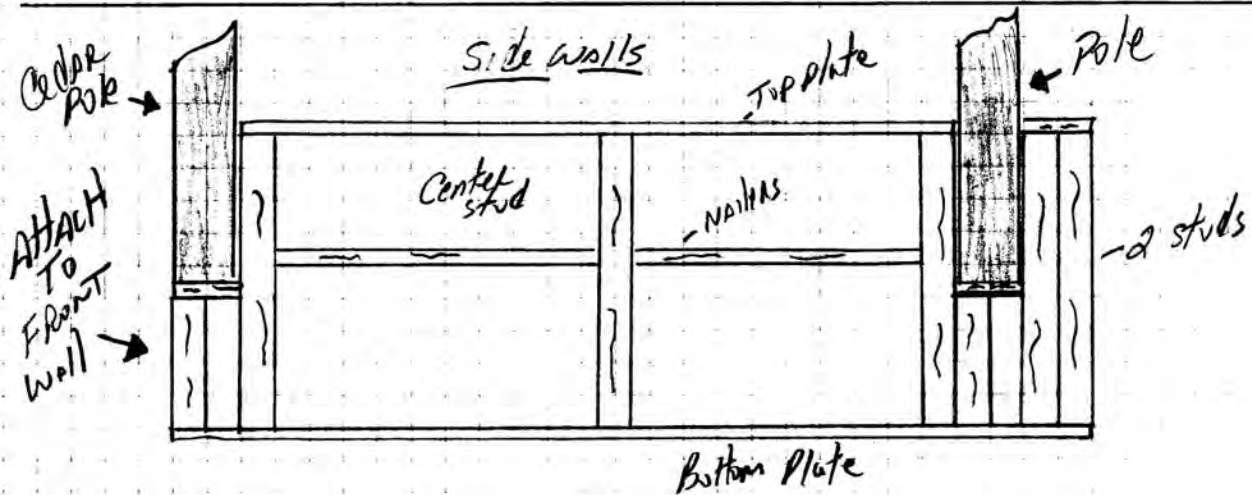 Side Walls
Cedar
Pole
Top Plate
Pole
ATTACH
TO
FRONT
Wall
Center
stud
Nailers
2 studs
Bottom Plate